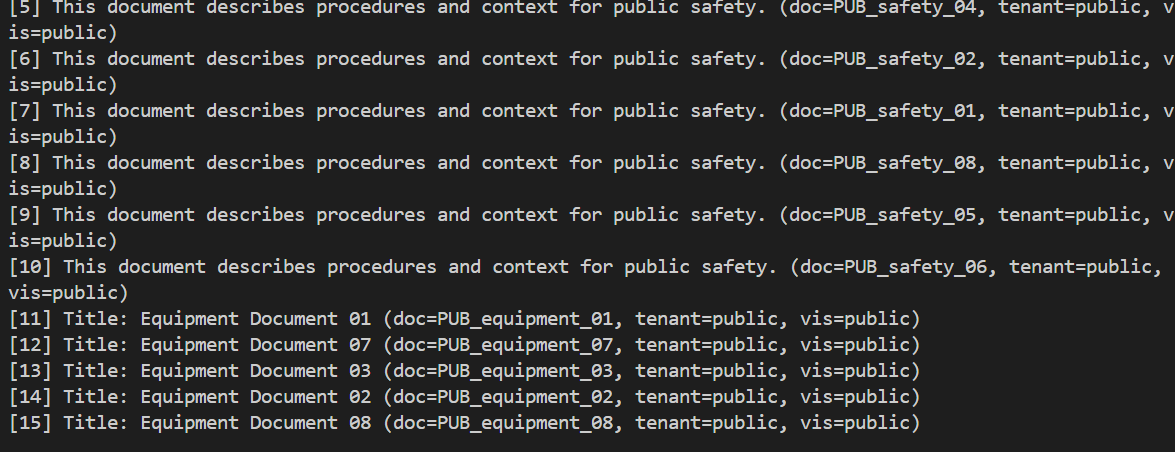 [5] This document describes procedures and context for public safety. (doc=PUB_safety_04, tenant=public, v
is=public)
[6] This document describes procedures and context for public safety. (doc=PUB_safety_02, tenant=public, v
is=public)
[7] This document describes procedures and context for public safety. (doc=PUB_safety_01, tenant=public, v
is=public)
[8] This document describes procedures and context for public safety. (doc=PUB_safety_08, tenant=public, v
is=public)
[9] This document describes procedures and context for public safety. (doc=PUB_safety_05, tenant=public, v
is=public)
[10] This document describes procedures and context for public safety. (doc=PUB_safety_06, tenant=public,
vis=public)
[11] Title: Equipment Document 01 (doc=PUB_equipment_01, tenant=public, vis=public)
[12] Title: Equipment Document 07 (doc=PUB_equipment_07, tenant=public, vis=public)
[13] Title: Equipment Document 03 (doc=PUB_equipment_03, tenant=public, vis=public)
[14] Title: Equipment Document 02 (doc=PUB_equipment_02, tenant=public, vis=public)
[15] Title: Equipment Document 08 (doc=PUB_equipment_08, tenant=public, vis=public)